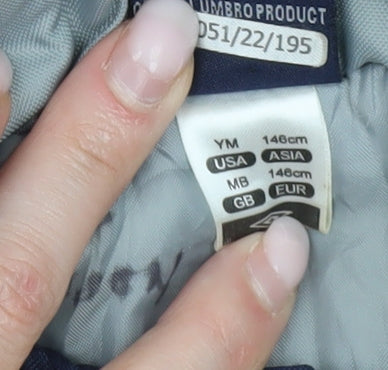 UMBRO PRODUCT
051/22/195
YM 146cm
USA ASIA
MB 146cm
GB EUR